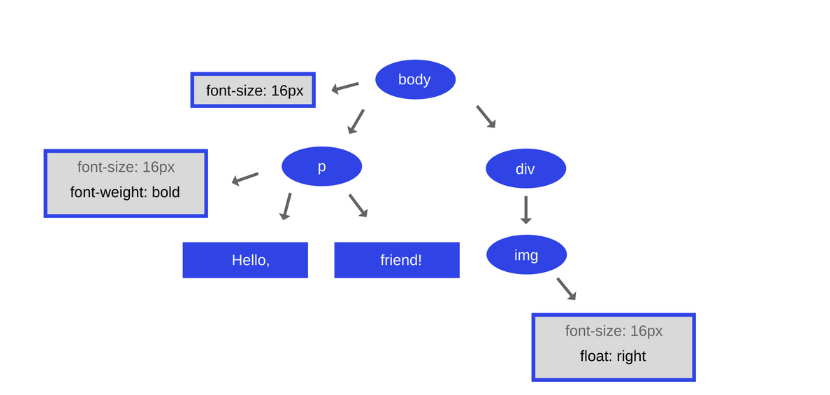 body
font-size: 16px
p
div
font-size: 16px
font-weight: bold
Hello,
friend!
img
font-size: 16px
float: right